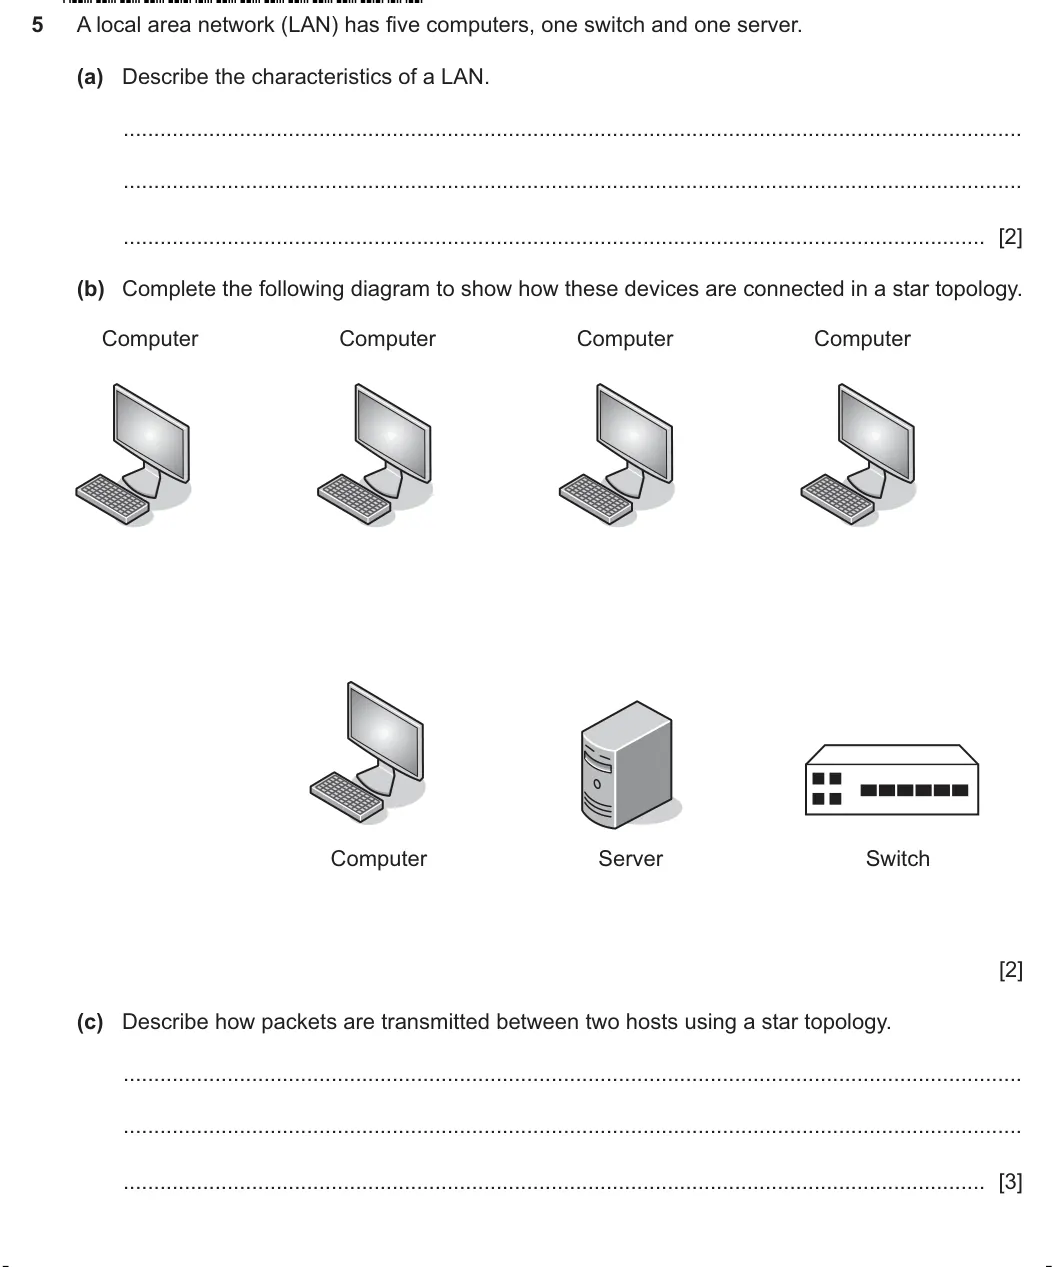 5 A local area network (LAN) has five computers, one switch and one server.
(a) Describe the characteristics of a LAN.
..........................................................................................................................................
..........................................................................................................................................
.................................................................................................................................... [2]
(b) Complete the following diagram to show how these devices are connected in a star topology.
Computer Computer Computer Computer
Computer Server Switch
[2]
(c) Describe how packets are transmitted between two hosts using a star topology.
..........................................................................................................................................
..........................................................................................................................................
.................................................................................................................................... [3]